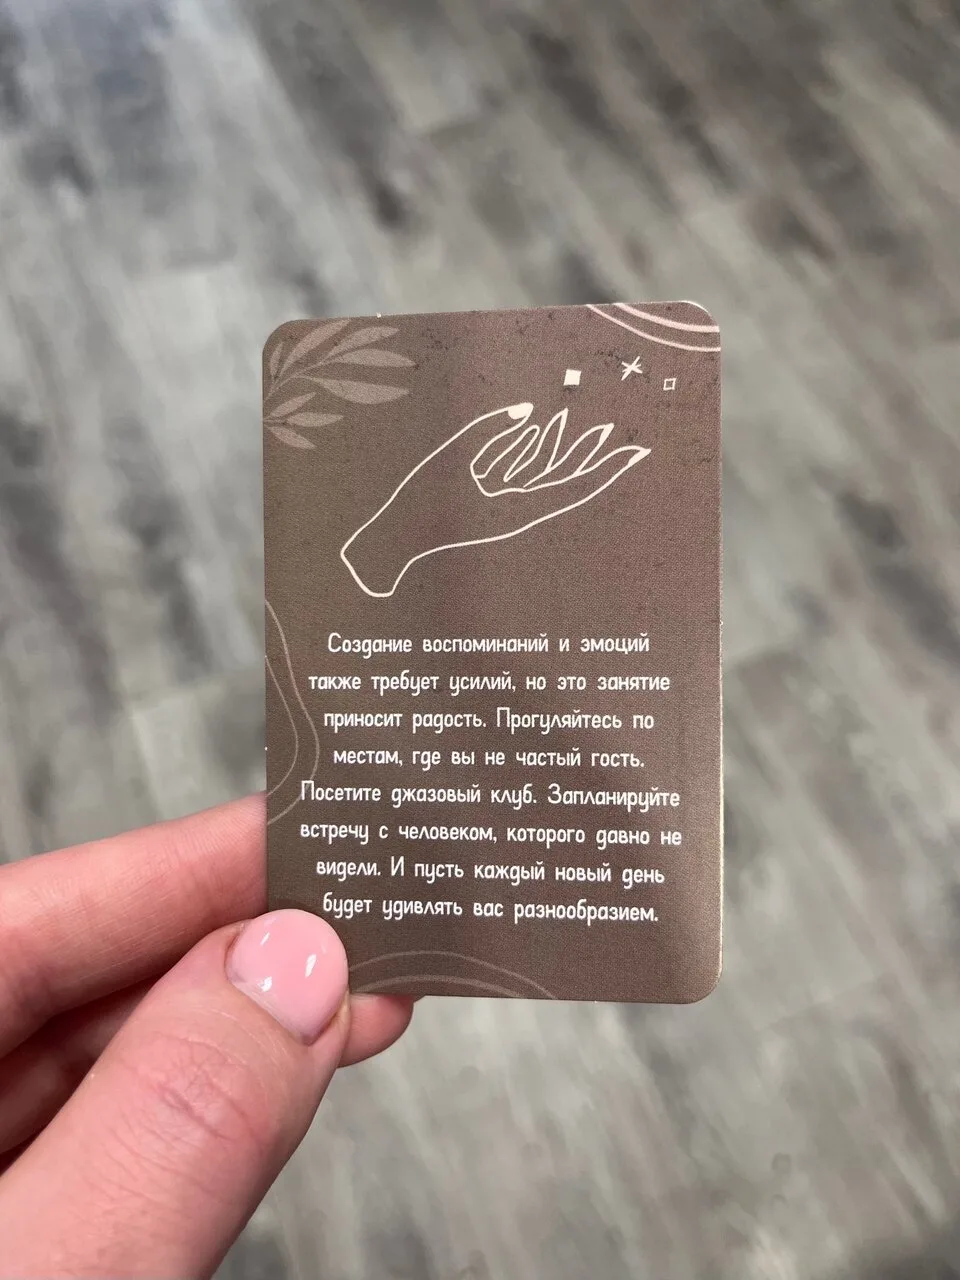 Создание воспоминаний и эмоций
также требует усилий, но это занятие
приносит радость. Прогуляйтесь по
местам, где вы не частый гость.
Посетите джазовый клуб. Запланируйте
встречу с человеком, которого давно не
видели. И пусть каждый новый день
будет удивлять вас разнообразием.